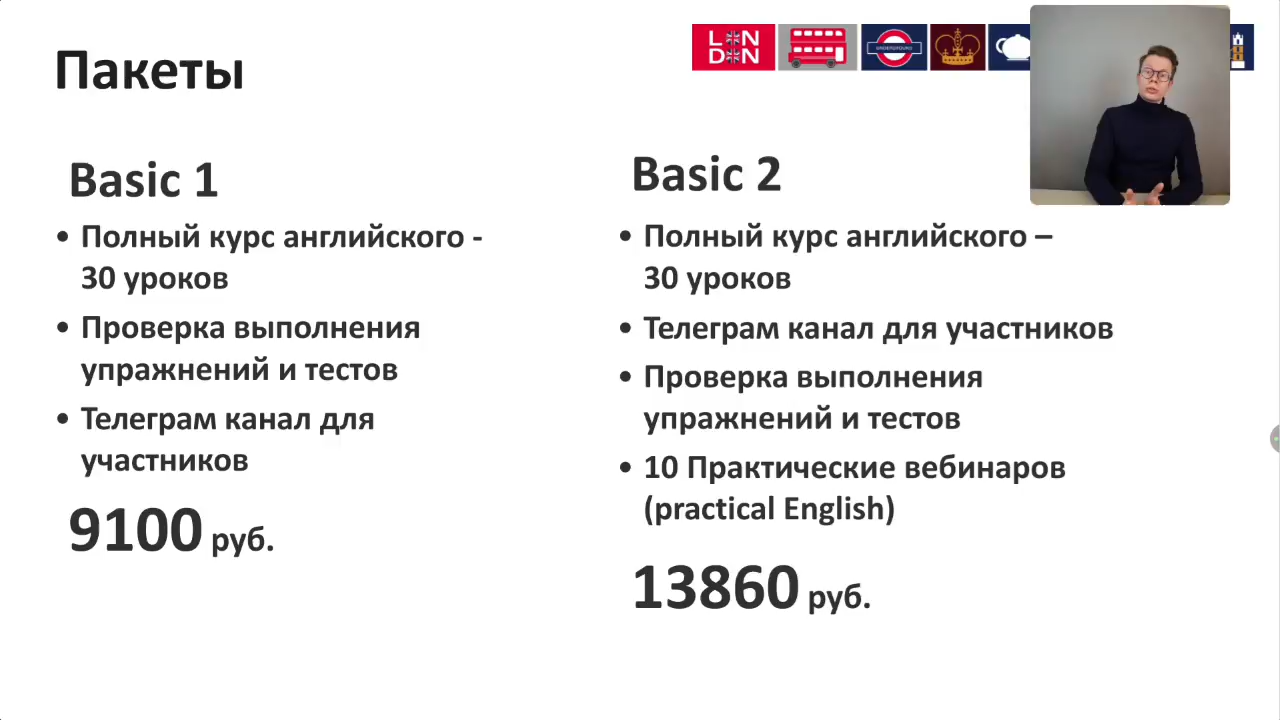 Пакеты
LONDON
UNDERGROUND
Basic 1
• Полный курс английского -
30 уроков
• Проверка выполнения
упражнений и тестов
• Телеграм канал для
участников
9100 руб.
Basic 2
• Полный курс английского –
30 уроков
• Телеграм канал для участников
• Проверка выполнения
упражнений и тестов
• 10 Практические вебинаров
(practical English)
13860 руб.